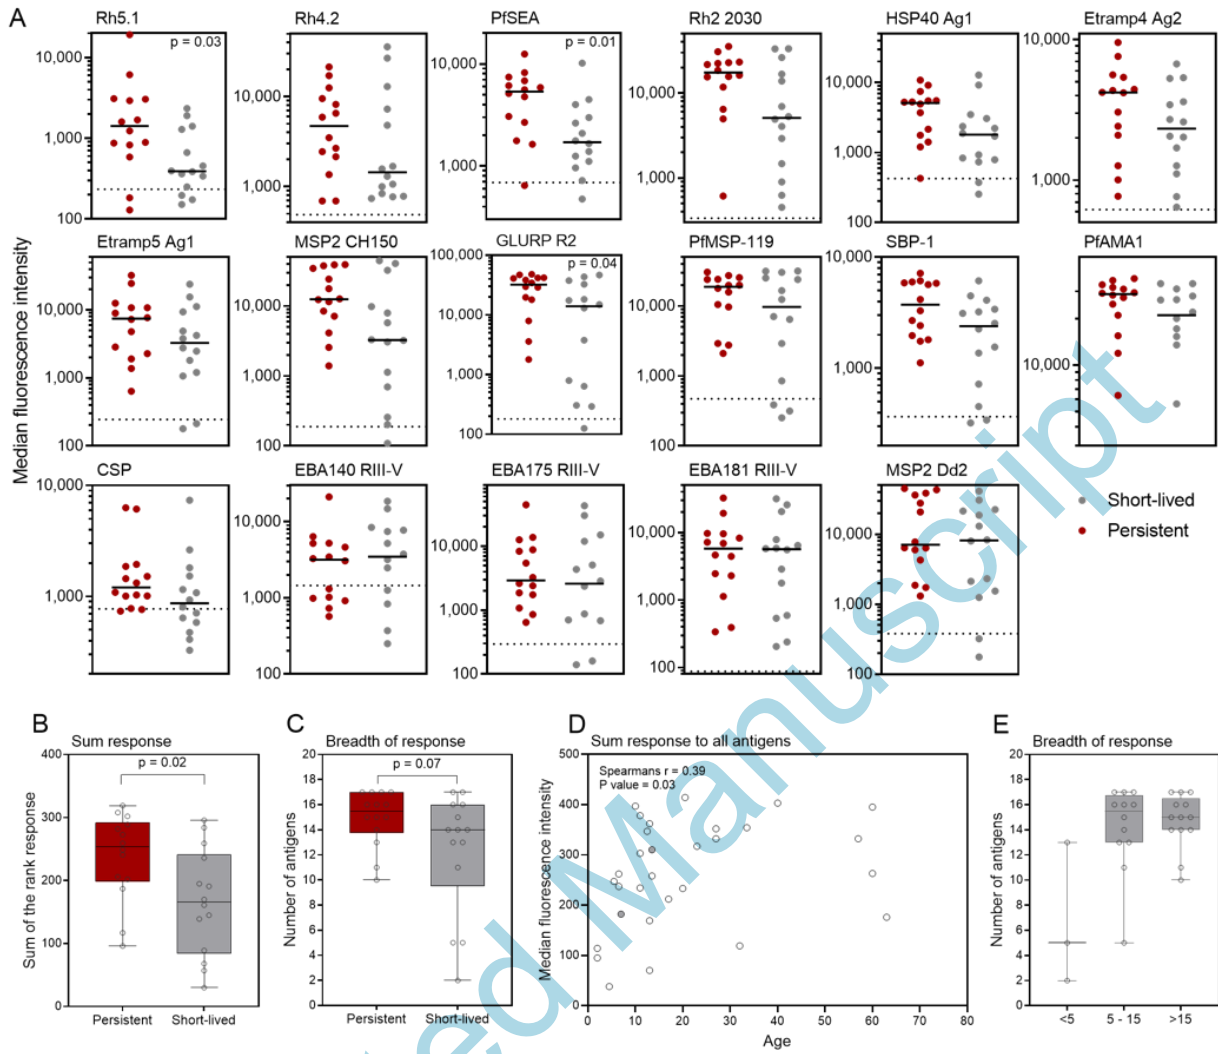 A
Rh5.1
Rh4.2
PfSEA
Rh2 2030
HSP40 Ag1
Etramp4 Ag2
10,000
1,000
100
p = 0.03
10,000
1,000
10,000
1,000
p = 0.01
10,000
1,000
10,000
1,000
100
10,000
1,000
Median fluorescence intensity
Etramp5 Ag1
MSP2 CH150
GLURP R2
PfMSP-119
SBP-1
PfAMA1
10,000
1,000
100
10,000
1,000
100
100,000
10,000
1,000
100
p = 0.04
10,000
1,000
100
10,000
1,000
10,000
CSP
EBA140 RIII-V
EBA175 RIII-V
EBA181 RIII-V
MSP2 Dd2
10,000
1,000
10,000
1,000
100
10,000
1,000
100
10,000
1,000
100
10,000
1,000
100
Short-lived
Persistent
B
Sum response
p = 0.02
Sum of the rank response
400
300
200
100
0
Persistent
Short-lived
C
Breadth of response
p = 0.07
Number of antigens
20
18
16
14
12
10
8
6
4
2
0
Persistent
Short-lived
D
Sum response to all antigens
Spearmans r = 0.39
P value = 0.03
Median fluorescence intensity
500
400
300
200
100
0
0
10
20
30
40
50
60
70
80
Age
E
Breadth of response
Number of antigens
20
18
16
14
12
10
8
6
4
2
0
<5
5 - 15
>15
ted Manuscript